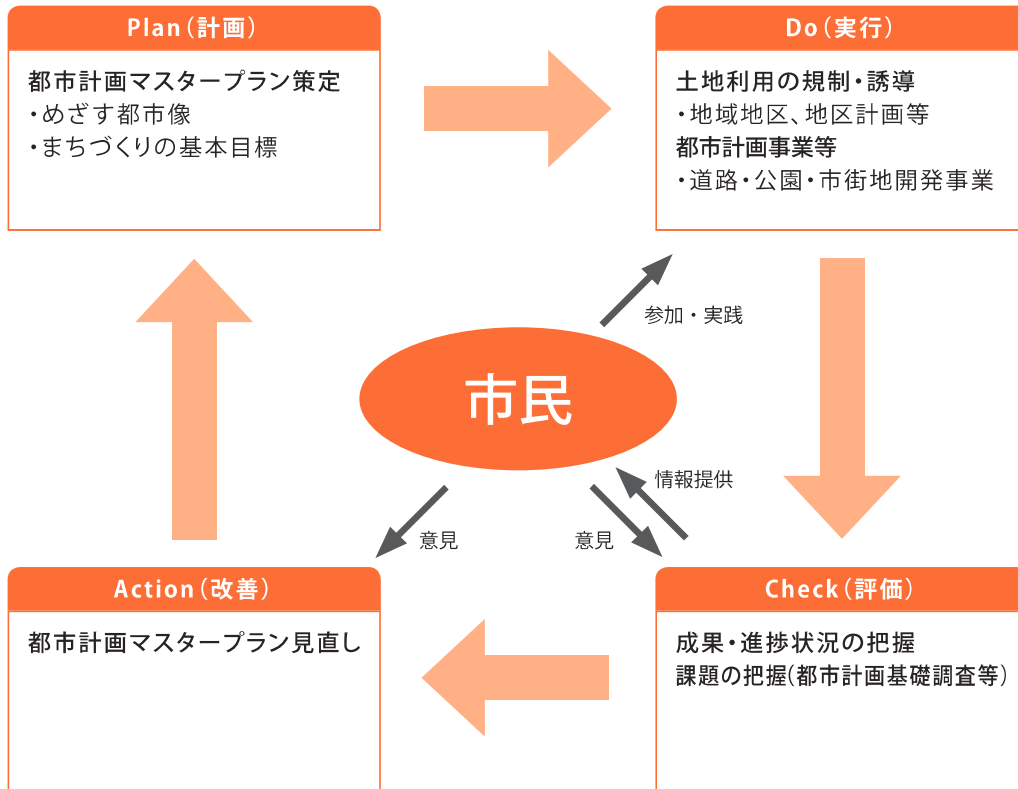 Plan（計画）
都市計画マスタープラン策定
・めざす都市像
・まちづくりの基本目標
Do（実行）
土地利用の規制・誘導
・地域地区、地区計画等
都市計画事業等
・道路・公園・市街地開発事業
参加・実践
市民
情報提供
意見
意見
Action（改善）
都市計画マスタープラン見直し
Check（評価）
成果・進捗状況の把握
課題の把握（都市計画基礎調査等）